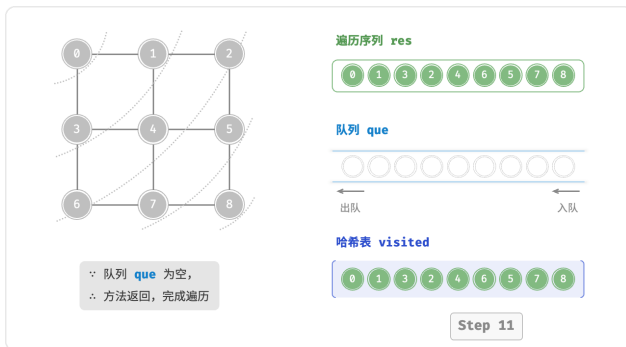 0 1 2
3 4 5
6 7 8
∵ 队列 que 为空，
∴ 方法返回，完成遍历
遍历序列 res
0 1 3 2 4 6 5 7 8
队列 que
出队 入队
哈希表 visited
0 1 3 2 4 6 5 7 8
Step 11